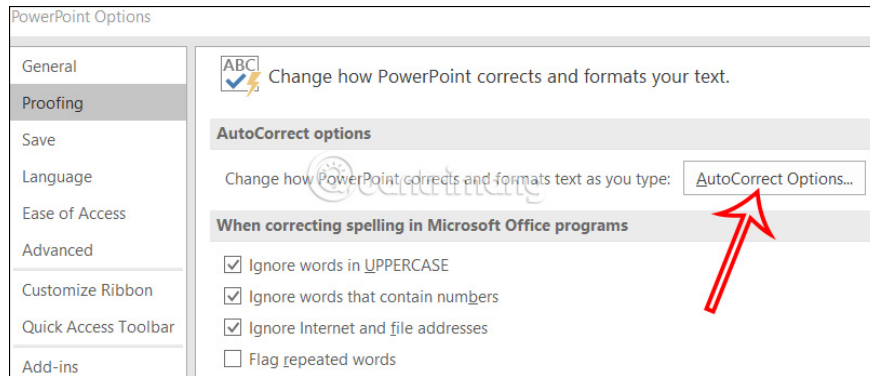 PowerPoint Options
General
Proofing
Save
Language
Ease of Access
Advanced
Customize Ribbon
Quick Access Toolbar
Add-ins
ABC
Change how PowerPoint corrects and formats your text.
AutoCorrect options
Change how PowerPoint corrects and formats text as you type:
AutoCorrect Options...
When correcting spelling in Microsoft Office programs
Ignore words in UPPERCASE
Ignore words that contain numbers
Ignore Internet and file addresses
Flag repeated words
uantrimang